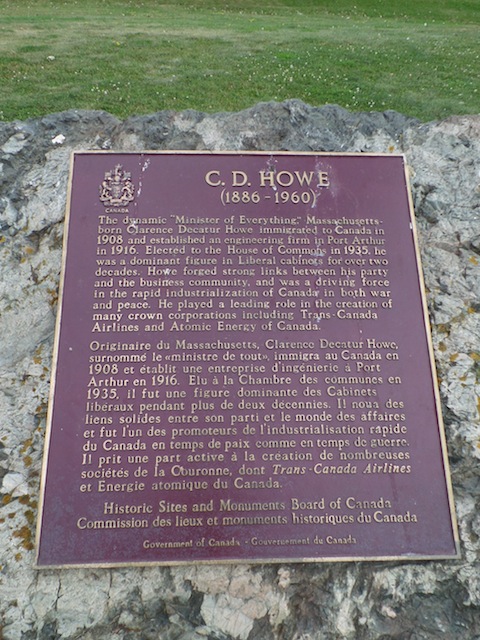 CANADA
C. D. HOWE
(1886 - 1960)
The dynamic "Minister of Everything," Massachusetts-
born Clarence Decatur Howe immigrated to Canada in
1908 and established an engineering firm in Port Arthur
in 1916. Elected to the House of Commons in 1935, he
was a dominant figure in Liberal cabinets for over two
decades. Howe forged strong links between his party
and the business community, and was a driving force
in the rapid industrialization of Canada in both war
and peace. He played a leading role in the creation of
many crown corporations including Trans-Canada
Airlines and Atomic Energy of Canada.
Originaire du Massachusetts, Clarence Decatur Howe,
surnommé le «ministre de tout», immigra au Canada en
1908 et établit une entreprise d'ingénierie à Port
Arthur en 1916. Élu à la Chambre des communes en
1935, il fut une figure dominante des Cabinets
libéraux pendant plus de deux décennies. Il noua des
liens solides entre son parti et le monde des affaires
et fut l'un des promoteurs de l'industrialisation rapide
du Canada en temps de paix comme en temps de guerre.
Il prit une part active à la création de nombreuses
sociétés de la Couronne, dont Trans-Canada Airlines
et Énergie atomique du Canada.
Historic Sites and Monuments Board of Canada
Commission des lieux et monuments historiques du Canada
Government of Canada - Gouvernement du Canada